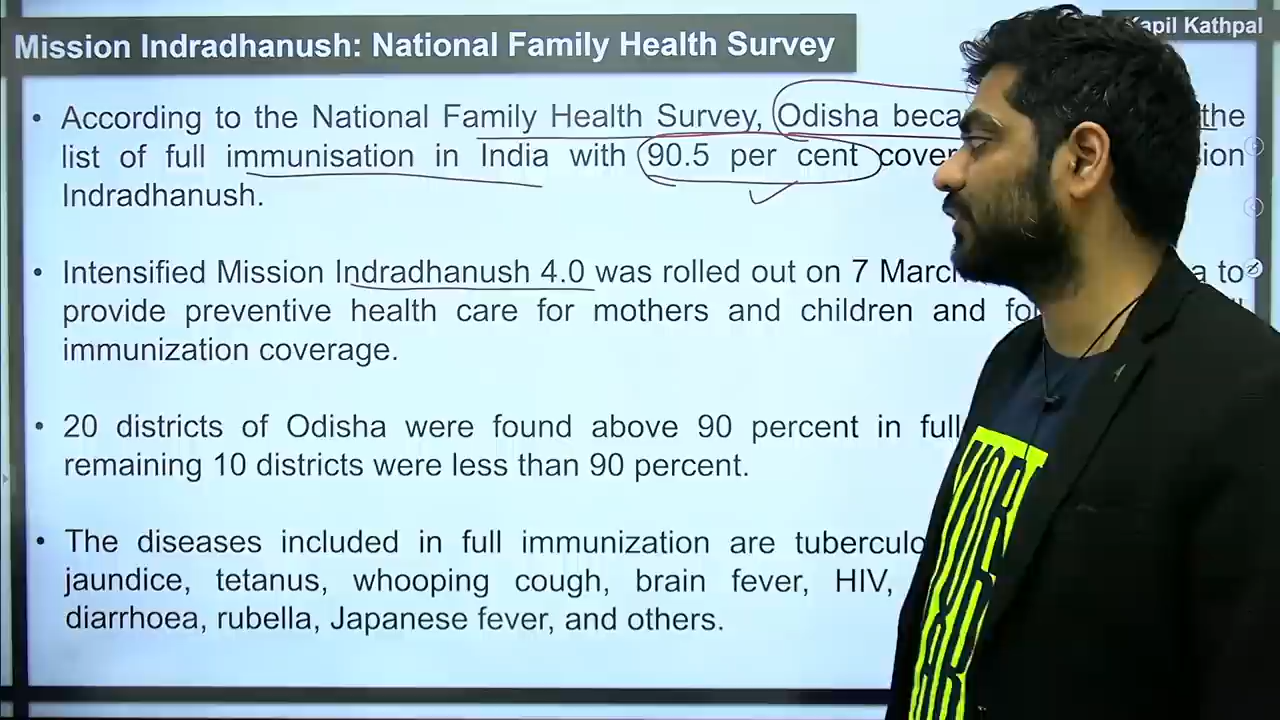 Mission Indradhanush: National Family Health Survey
Kapil Kathpal
• According to the National Family Health Survey, Odisha the
list of full immunisation in India with 90.5 per cent
Indradhanush.
• Intensified Mission Indradhanush 4.0 was rolled out on 7 March to
provide preventive health care for mothers and children and
immunization coverage.
• 20 districts of Odisha were found above 90 percent in full
remaining 10 districts were less than 90 percent.
• The diseases included in full immunization are
jaundice, tetanus, whooping cough, brain fever, HIV,
diarrhoea, rubella, Japanese fever, and others.